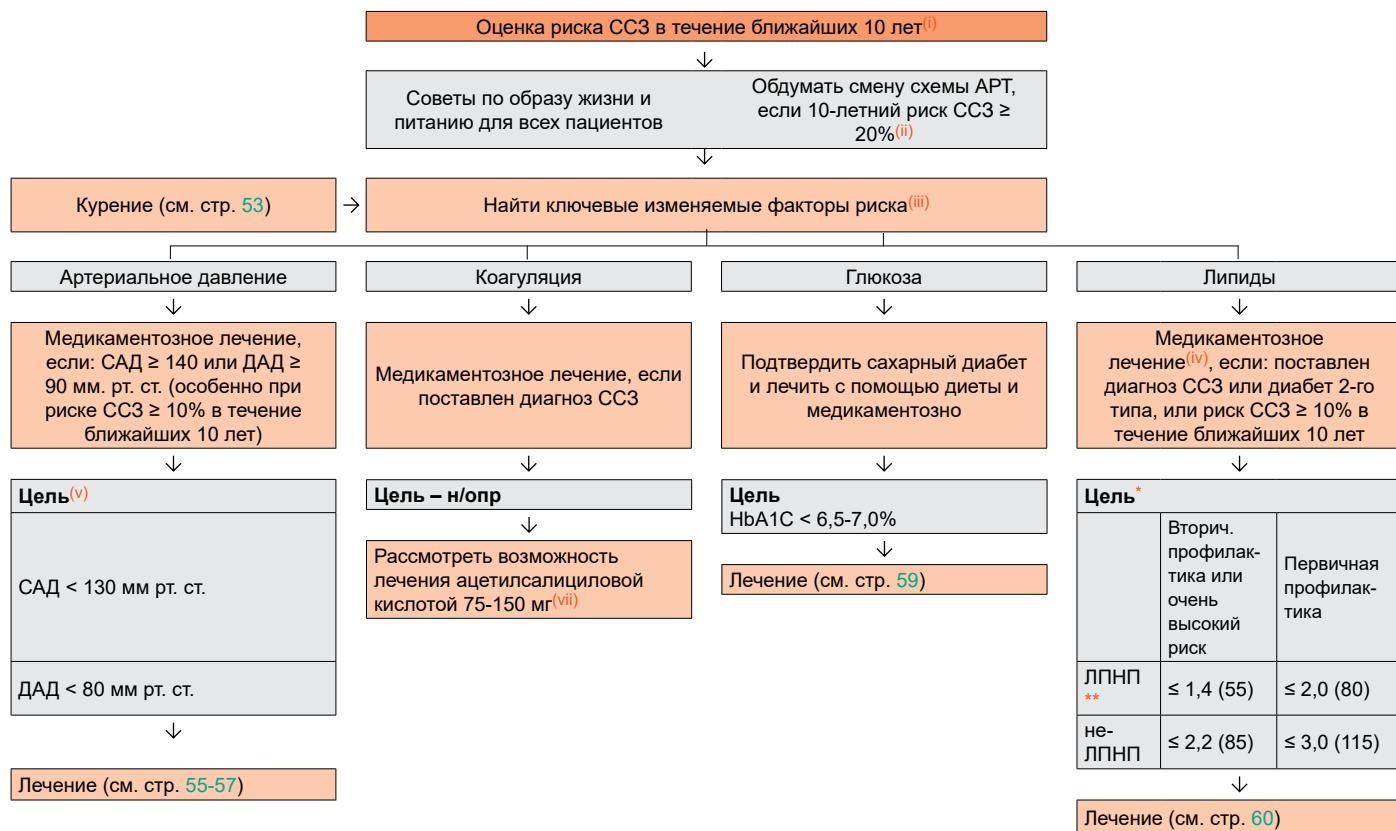 Оценка риска ССЗ в течение ближайших 10 лет(i)
Советы по образу жизни и
питанию для всех пациентов
Обдумать смену схемы АРТ,
если 10-летний риск ССЗ ≥
20%(ii)
Курение (см. стр. 53)
Найти ключевые изменяемые факторы риска(iii)
Артериальное давление
Медикаментозное лечение,
если: САД ≥ 140 или ДАД ≥
90 мм. рт. ст. (особенно при
риске ССЗ ≥ 10% в течение
ближайших 10 лет)
Цель(v)
САД < 130 мм рт. ст.
ДАД < 80 мм рт. ст.
Лечение (см. стр. 55-57)
Коагуляция
Медикаментозное лечение, если
поставлен диагноз ССЗ
Цель – н/опр
Рассмотреть возможность
лечения ацетилсалициловой
кислотой 75-150 мг(vii)
Глюкоза
Подтвердить сахарный диабет
и лечить с помощью диеты и
медикаментозно
Цель
HbA1C < 6,5-7,0%
Лечение (см. стр. 59)
Липиды
Медикаментозное
лечение(iv), если: поставлен
диагноз ССЗ или диабет 2-го
типа, или риск ССЗ ≥ 10% в
течение ближайших 10 лет
Цель*
Вторич.
профилак-
тика или
очень
высокий
риск
Первичная
профилак-
тика
ЛПНП
**
≤ 1,4 (55)
≤ 2,0 (80)
не-
ЛПНП
≤ 2,2 (85)
≤ 3,0 (115)
Лечение (см. стр. 60)